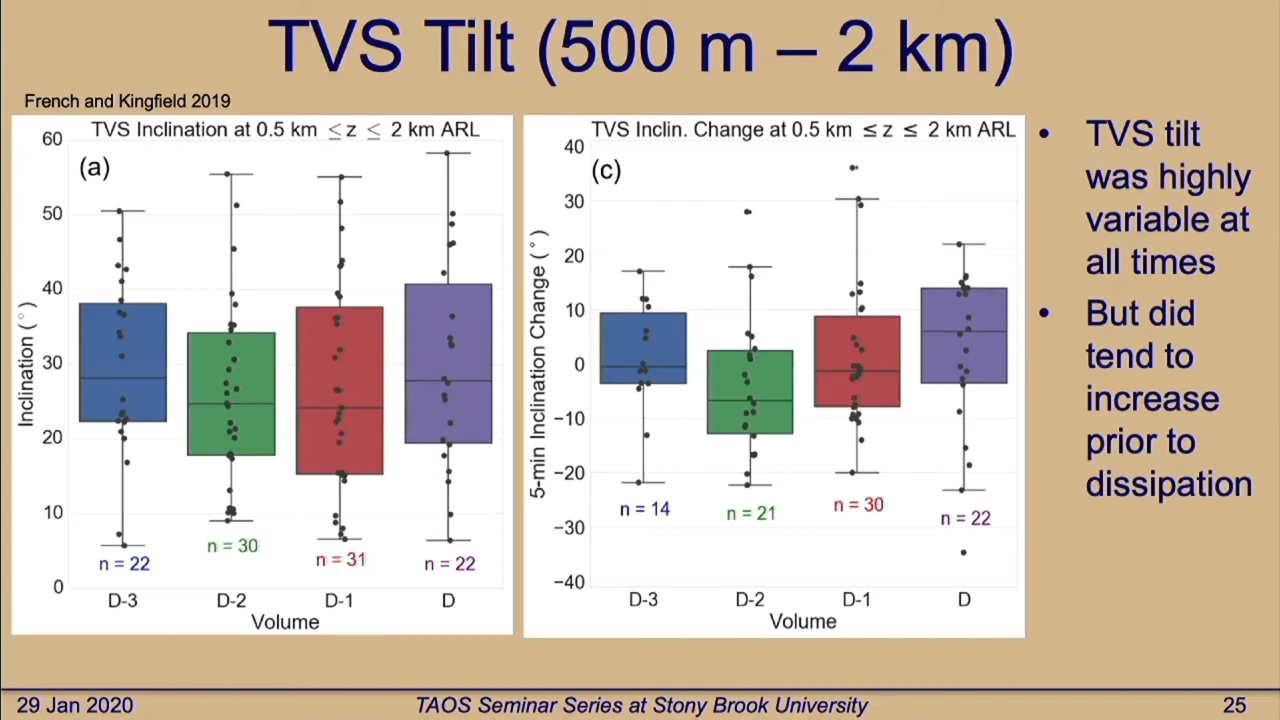 TVS Tilt (500 m – 2 km)
French and Kingfield 2019
TVS Inclination at 0.5 km ≤ z ≤ 2 km ARL
(a)
60
50
40
30
20
10
0
Inclination (°)
n = 22
n = 30
n = 31
n = 22
D-3
D-2
D-1
D
Volume
TVS Inclin. Change at 0.5 km ≤ z ≤ 2 km ARL
(c)
40
30
20
10
0
−10
−20
−30
−40
5-min Inclination Change (°)
n = 14
n = 21
n = 30
n = 22
D-3
D-2
D-1
D
Volume
• TVS tilt
was highly
variable at
all times
• But did
tend to
increase
prior to
dissipation
29 Jan 2020
TAOS Seminar Series at Stony Brook University
25